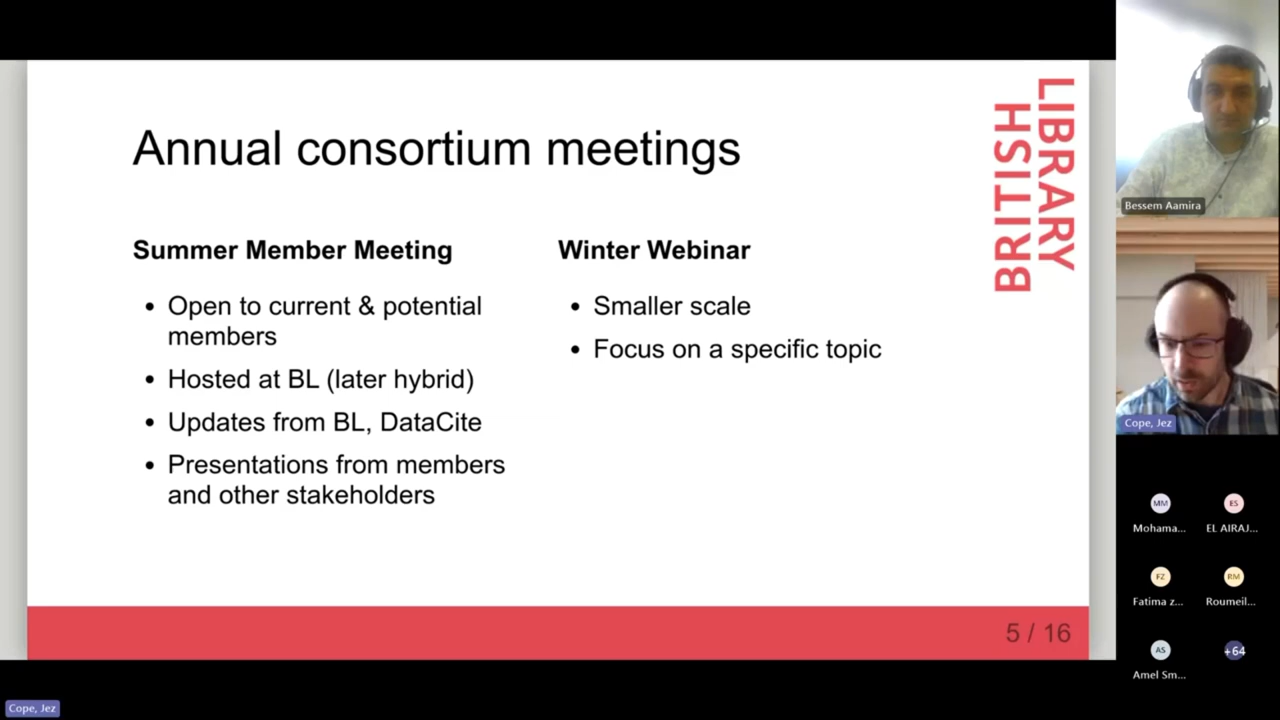 Annual consortium meetings
BRITISH
LIBRARY
Summer Member Meeting
• Open to current & potential
members
• Hosted at BL (later hybrid)
• Updates from BL, DataCite
• Presentations from members
and other stakeholders
Winter Webinar
• Smaller scale
• Focus on a specific topic
5 / 16
Bessem Aamira
Cope, Jez
MM
Mohama...
ES
EL AIRAJ...
FZ
Fatima z...
RM
Roumeil...
AS
Amel Sm...
+64
Cope, Jez